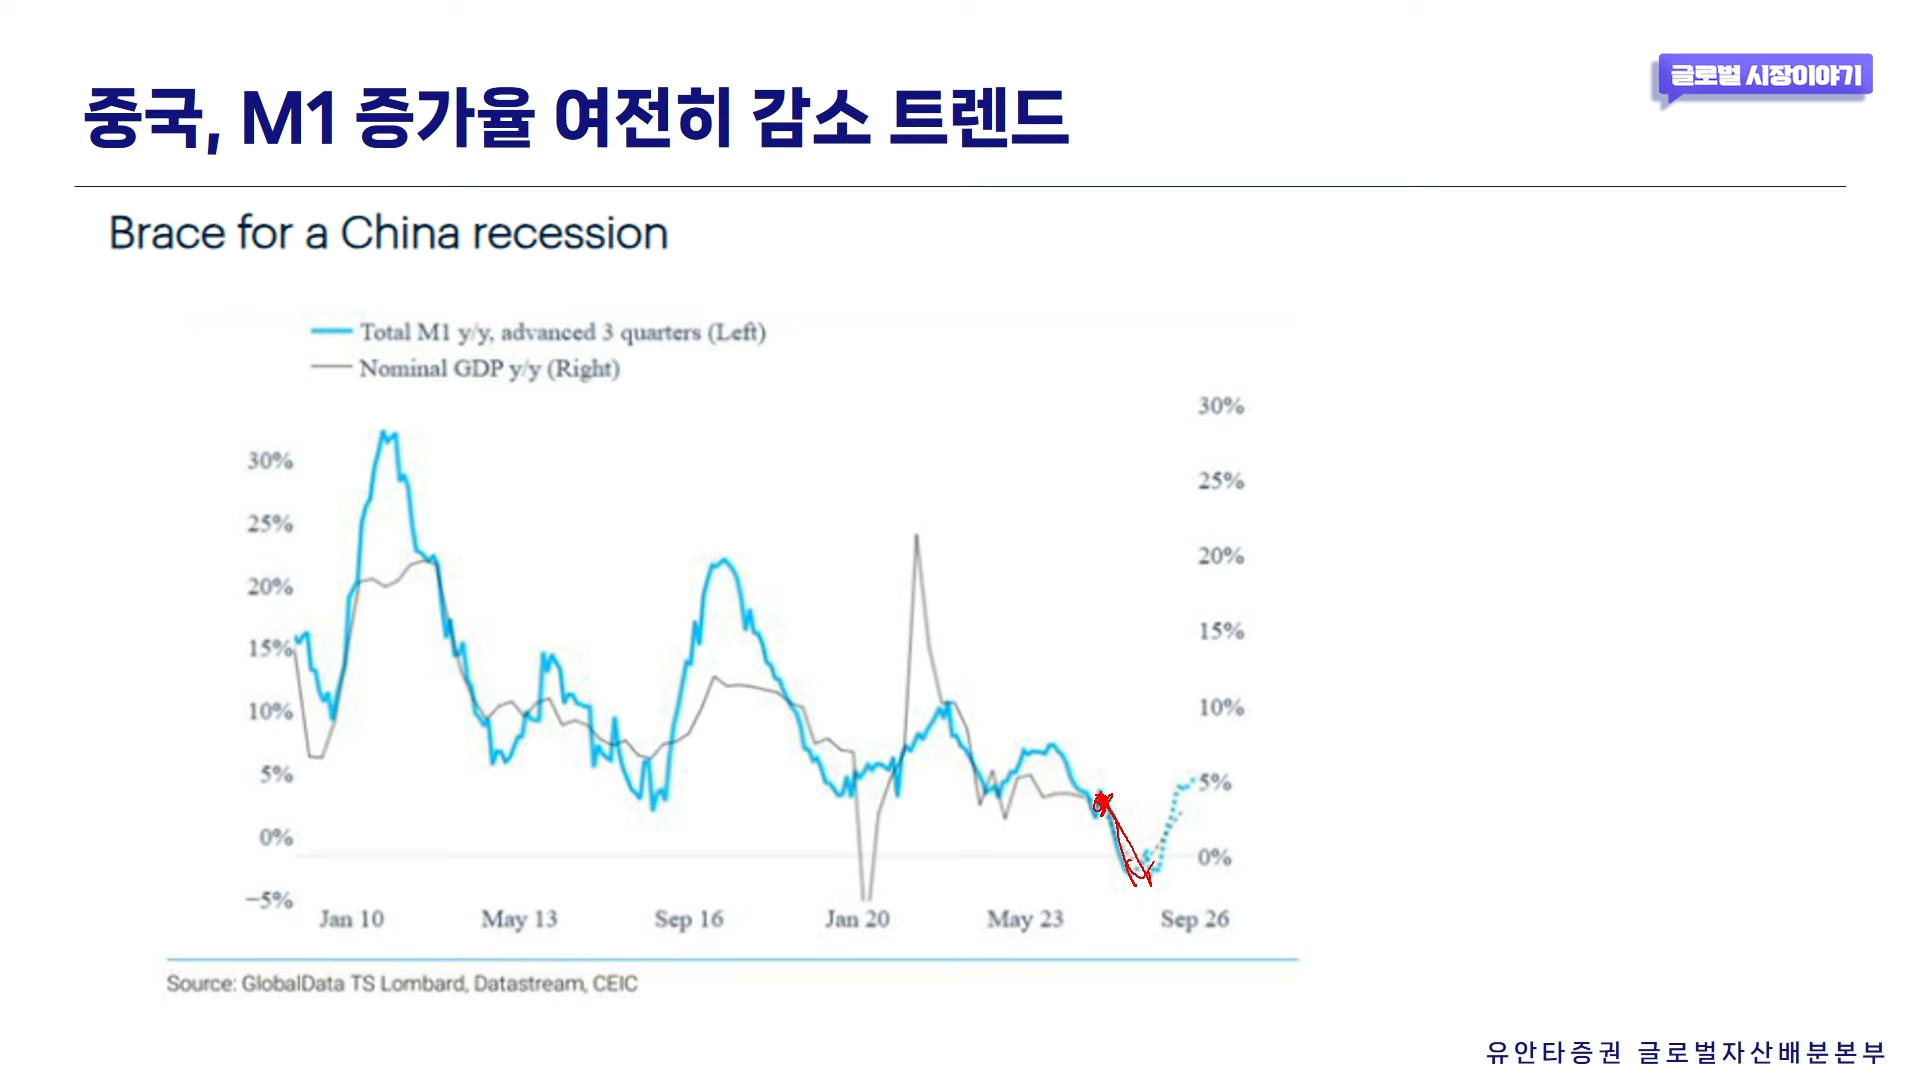 글로벌 시장이야기
중국, M1 증가율 여전히 감소 트렌드
Brace for a China recession
Total M1 y/y, advanced 3 quarters (Left)
Nominal GDP y/y (Right)
30%
25%
20%
15%
10%
5%
0%
−5%
30%
25%
20%
15%
10%
5%
0%
Jan 10 May 13 Sep 16 Jan 20 May 23 Sep 26
Source: GlobalData TS Lombard, Datastream, CEIC
유안타증권 글로벌자산배분본부